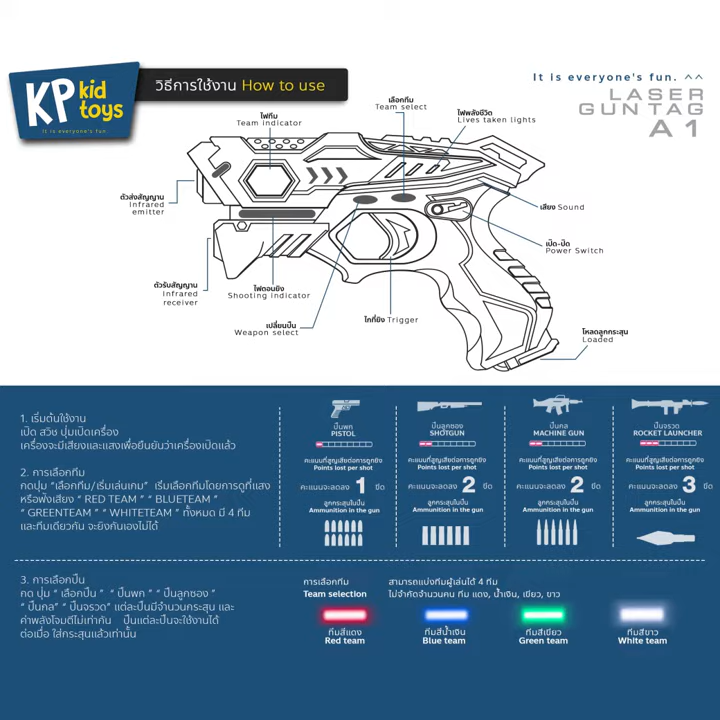 KP kid toys
It is everyone's fun.
วิธีการใช้งาน How to use
It is everyone's fun. ^^
LASER
GUN TAG
A 1
ไฟทีม
Team indicator
เลือกทีม
Team select
ไฟพลังชีวิต
Lives taken lights
ตัวส่งสัญญาน
Infrared
emitter
เสียง Sound
เปิด-ปิด
Power Switch
ตัวรับสัญญาน
Infrared
receiver
ไฟตอนยิง
Shooting indicator
เปลี่ยนปืน
Weapon select
ไกที่ยิง Trigger
โหลดลูกกระสุน
Loaded
1. เริ่มต้นใช้งาน
เปิด สวิช ปุ่มเปิดเครื่อง
เครื่องจะมีเสียงและแสงเพื่อยืนยันว่าเครื่องเปิดแล้ว
2. การเลือกทีม
กดปุ่ม "เลือกทีม/เริ่มเล่นเกม" เริ่มเลือกทีมโดยการดูที่แสง
หรือฟังเสียง " RED TEAM " " BLUETEAM "
" GREENTEAM " " WHITETEAM " ทั้งหมด มี 4 ทีม
และทีมเดียวกัน จะยิงกันเองไม่ได้
ปืนพก
PISTOL
คะแนนที่สูญเสียต่อการถูกยิง
Points lost per shot
คะแนนจะลดลง 1 ขีด
ลูกกระสุนในปืน
Ammunition in the gun
ปืนลูกซอง
SHOTGUN
คะแนนที่สูญเสียต่อการถูกยิง
Points lost per shot
คะแนนจะลดลง 2 ขีด
ลูกกระสุนในปืน
Ammunition in the gun
ปืนกล
MACHINE GUN
คะแนนที่สูญเสียต่อการถูกยิง
Points lost per shot
คะแนนจะลดลง 2 ขีด
ลูกกระสุนในปืน
Ammunition in the gun
ปืนจรวด
ROCKET LAUNCHER
คะแนนที่สูญเสียต่อการถูกยิง
Points lost per shot
คะแนนจะลดลง 3 ขีด
ลูกกระสุนในปืน
Ammunition in the gun
3. การเลือกปืน
กด ปุ่ม " เลือกปืน " " ปืนพก " " ปืนลูกซอง "
" ปืนกล" " ปืนจรวด" แต่ละปืนมีจำนวนกระสุน และ
ค่าพลังโจมตีไม่เท่ากัน ปืนแต่ละปืนจะใช้งานได้
ต่อเมื่อ ใส่กระสุนแล้วเท่านั้น
การเลือกทีม
Team selection
สามารถแบ่งทีมผู้เล่นได้ 4 ทีม
ไม่จำกัดจำนวนคน ทีม แดง, น้ำเงิน, เขียว, ขาว
ทีมสีแดง
Red team
ทีมสีน้ำเงิน
Blue team
ทีมสีเขียว
Green team
ทีมสีขาว
White team